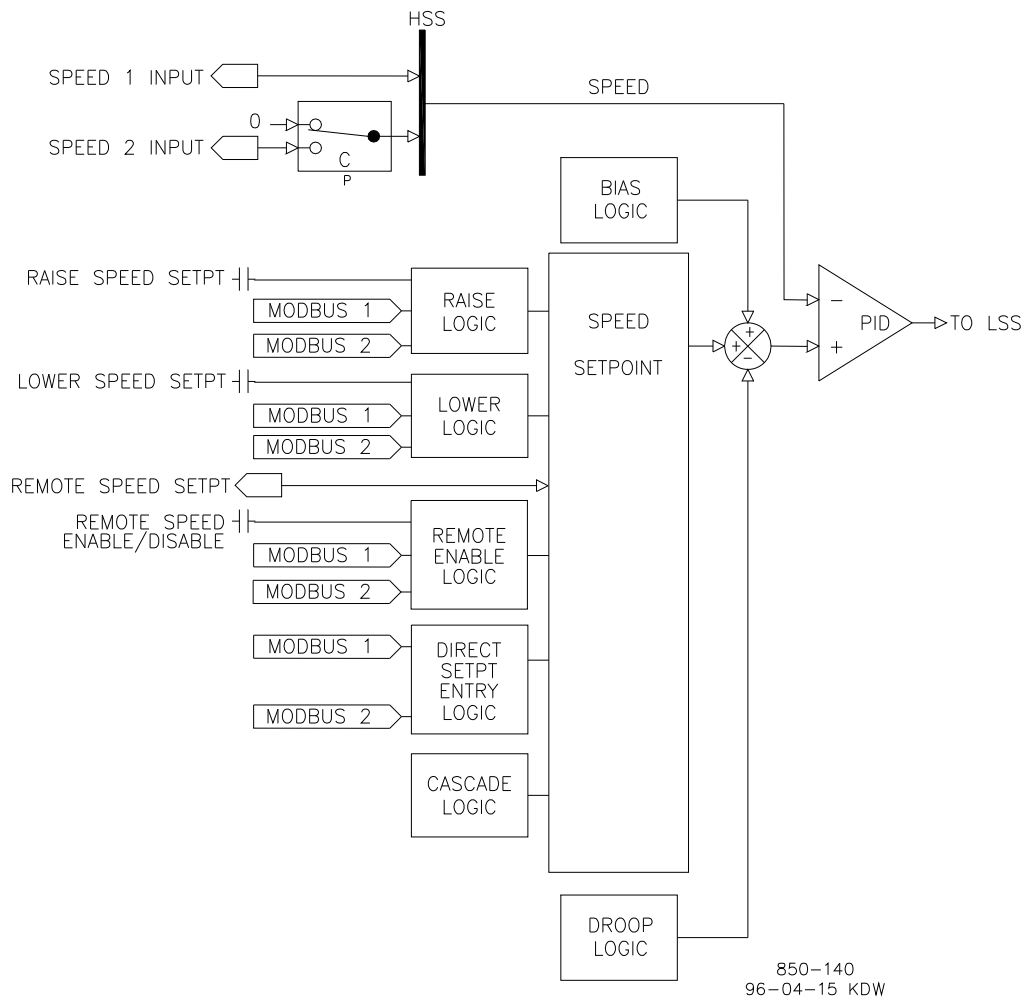 HSS
SPEED 1 INPUT
SPEED
0
SPEED 2 INPUT
C
P
BIAS
LOGIC
RAISE SPEED SETPT
MODBUS 1
MODBUS 2
RAISE
LOGIC
SPEED
SETPOINT
+
+
−
−
+
PID
TO LSS
LOWER SPEED SETPT
MODBUS 1
MODBUS 2
LOWER
LOGIC
REMOTE SPEED SETPT
REMOTE SPEED
ENABLE/DISABLE
MODBUS 1
MODBUS 2
REMOTE
ENABLE
LOGIC
MODBUS 1
MODBUS 2
DIRECT
SETPT
ENTRY
LOGIC
CASCADE
LOGIC
DROOP
LOGIC
850−140
96−04−15 KDW